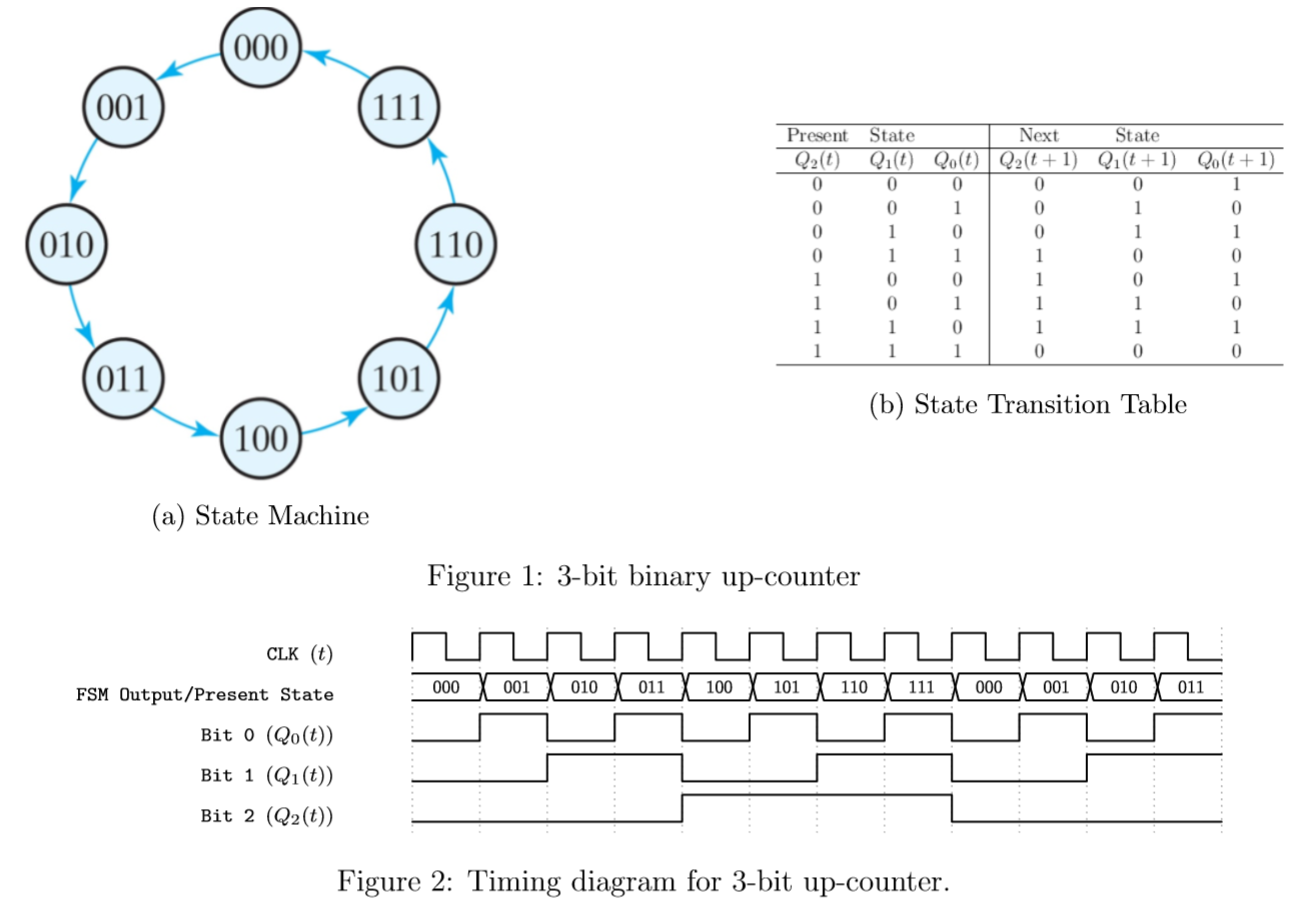 000
001
111
010
110
011
101
100
(a) State Machine
Present State Next State
Q₂(t) Q₁(t) Q₀(t) Q₂(t + 1) Q₁(t + 1) Q₀(t + 1)
0 0 0 0 0 1
0 0 1 0 1 0
0 1 0 0 1 1
0 1 1 1 0 0
1 0 0 1 0 1
1 0 1 1 1 0
1 1 0 1 1 1
1 1 1 0 0 0
(b) State Transition Table
Figure 1: 3-bit binary up-counter
CLK (t)
FSM Output/Present State 000 001 010 011 100 101 110 111 000 001 010 011
Bit 0 (Q₀(t))
Bit 1 (Q₁(t))
Bit 2 (Q₂(t))
Figure 2: Timing diagram for 3-bit up-counter.